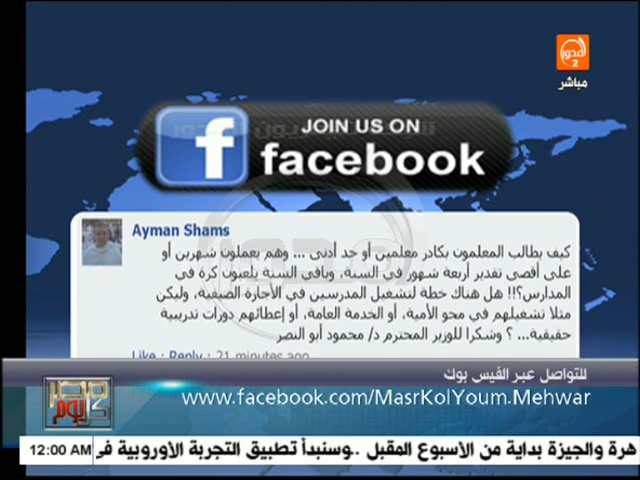 المحور
2
مباشر
JOIN US ON
facebook
Ayman Shams
كيف يطالب المعلمون بكادر معلمين أو حد أدنى ... وهم يعملون شهرين أو
على أقصى تقدير أربعة شهور في السنة، وباقي السنة يلعبون كرة في
المدارس؟!! هل هناك خطة لتشغيل المدرسين في الأجازة الصيفية، وليكن
مثلا تشغيلهم في محو الأمية، أو الخدمة العامة، أو إعطائهم دورات تدريبية
حقيقية... ؟ وشكرا للوزير المحترم د/ محمود أبو النصر
Like · Reply · 21 minutes ago
للتواصل عبر الفيس بوك
www.facebook.com/MasrKolYoum.Mehwar
مصر كل يوم
هرة والجيزة بداية من الأسبوع المقبل ..وسنبدأ تطبيق التجربة الأوروبية في
12:00 AM